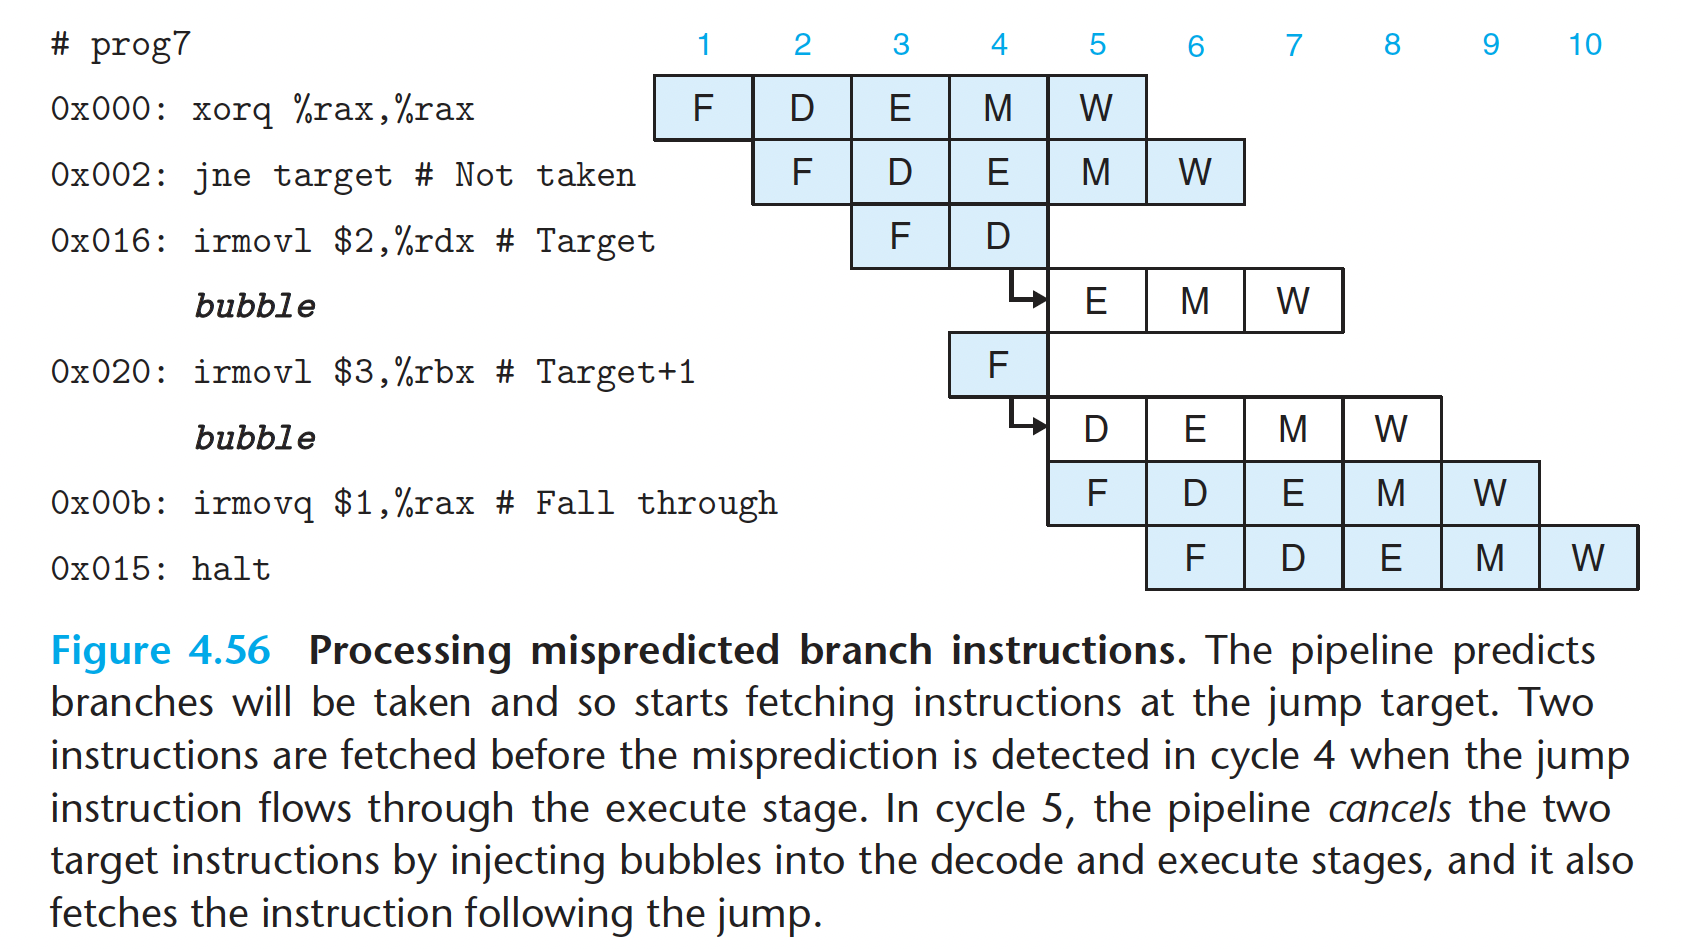 # prog7 1 2 3 4 5 6 7 8 9 10
0x000: xorq %rax,%rax F D E M W
0x002: jne target # Not taken F D E M W
0x016: irmovl $2,%rdx # Target F D
bubble E M W
0x020: irmovl $3,%rbx # Target+1 F
bubble D E M W
0x00b: irmovq $1,%rax # Fall through F D E M W
0x015: halt F D E M W
Figure 4.56 Processing mispredicted branch instructions. The pipeline predicts
branches will be taken and so starts fetching instructions at the jump target. Two
instructions are fetched before the misprediction is detected in cycle 4 when the jump
instruction flows through the execute stage. In cycle 5, the pipeline cancels the two
target instructions by injecting bubbles into the decode and execute stages, and it also
fetches the instruction following the jump.